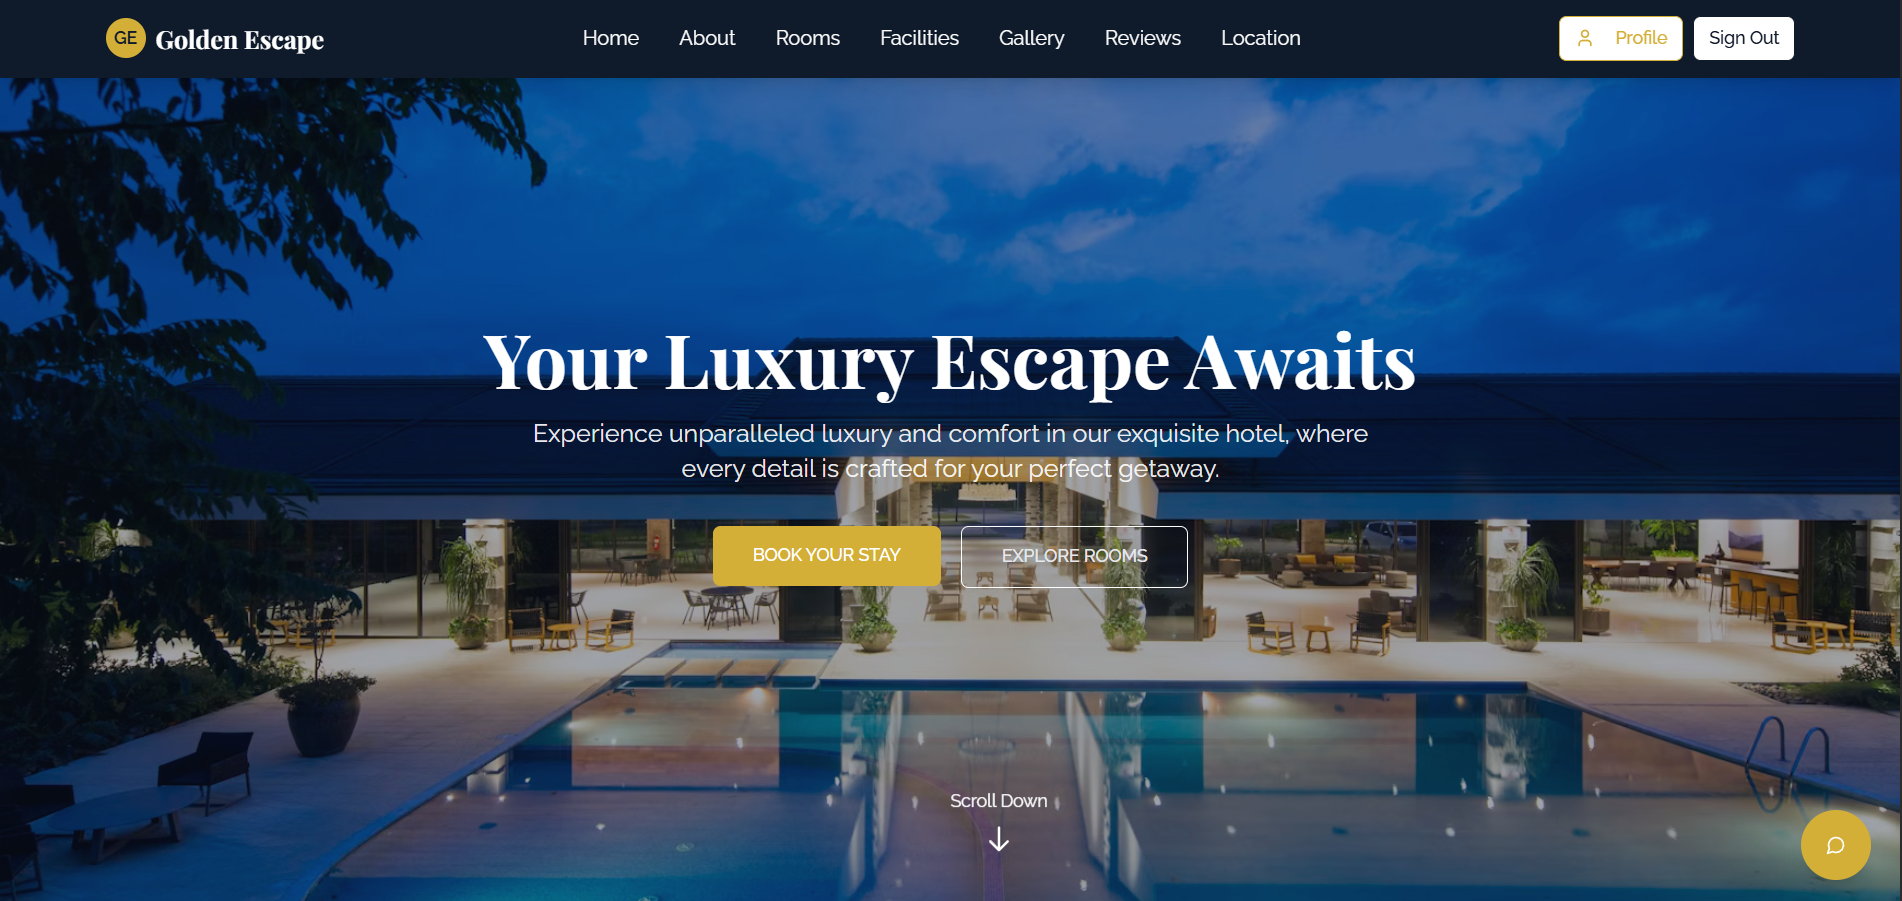 GE Golden Escape
Home About Rooms Facilities Gallery Reviews Location
Profile
Sign Out
Your Luxury Escape Awaits
Experience unparalleled luxury and comfort in our exquisite hotel, where
every detail is crafted for your perfect getaway.
BOOK YOUR STAY
EXPLORE ROOMS
Scroll Down